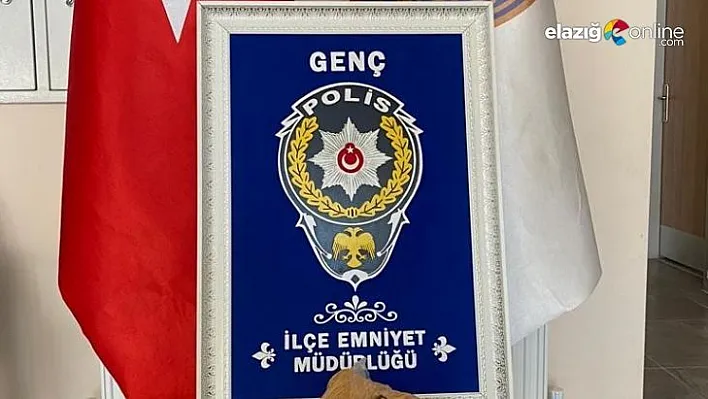 elazığ online
.com
GENÇ
POLİS
İLÇE EMNİYET
MÜDÜRLÜĞÜ